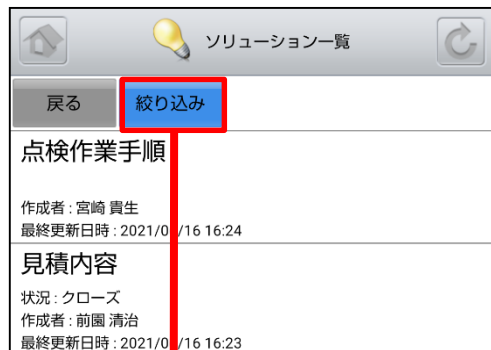 ソリューション一覧
戻る
絞り込み
点検作業手順
作成者 : 宮崎 貴生
最終更新日時 : 2021/0 /16 16:24
見積内容
状況 : クローズ
作成者 : 前園 清治
最終更新日時 : 2021/0 /16 16:23